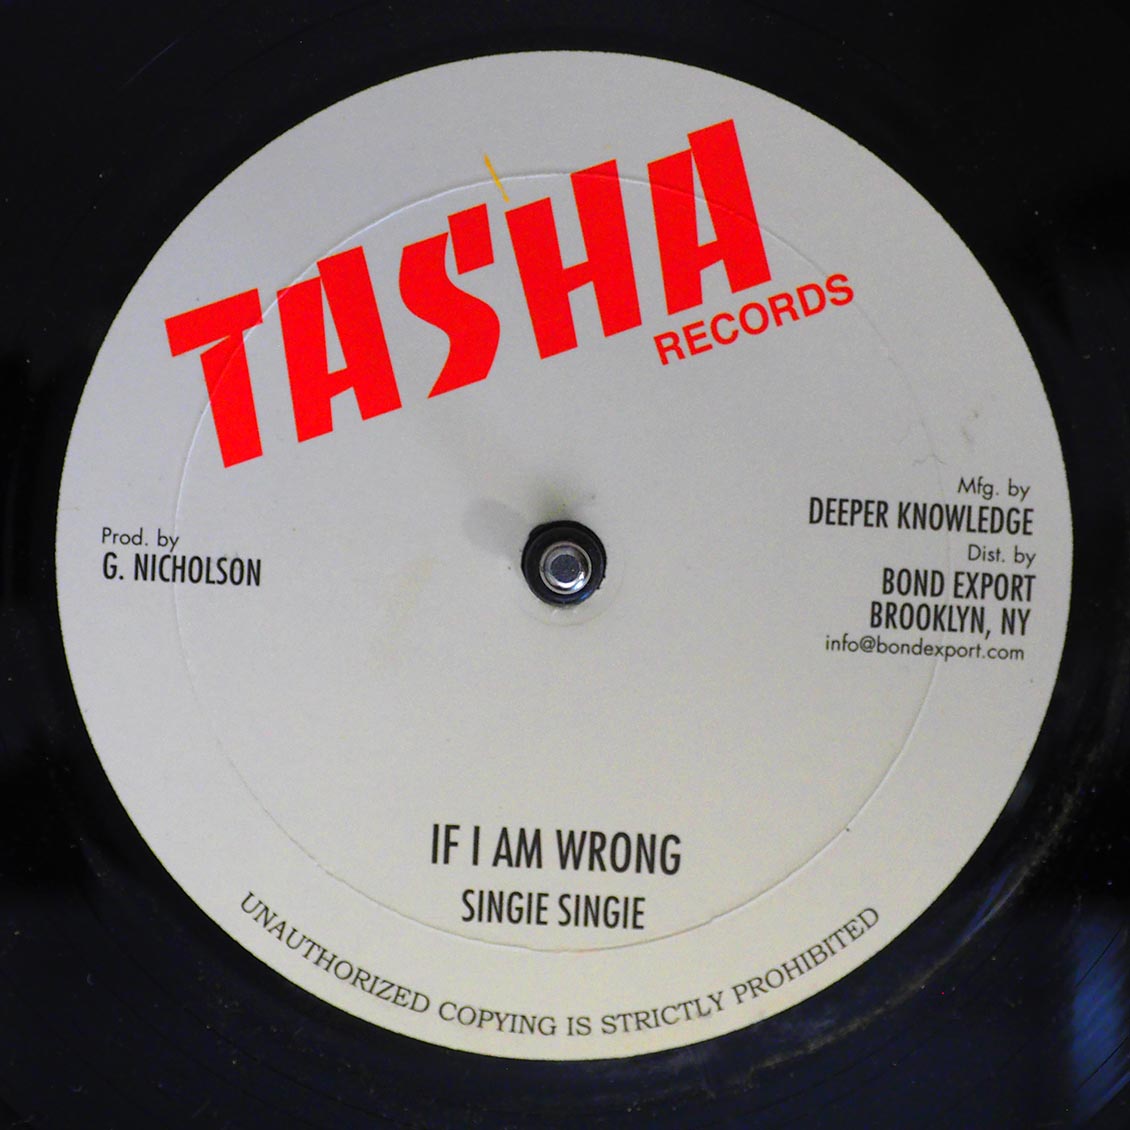 TASHA
RECORDS
Prod. by
G. NICHOLSON
Mfg. by
DEEPER KNOWLEDGE
Dist. by
BOND EXPORT
BROOKLYN, NY
info@bondexport.com
IF I AM WRONG
SINGIE SINGIE
UNAUTHORIZED COPYING IS STRICTLY PROHIBITED